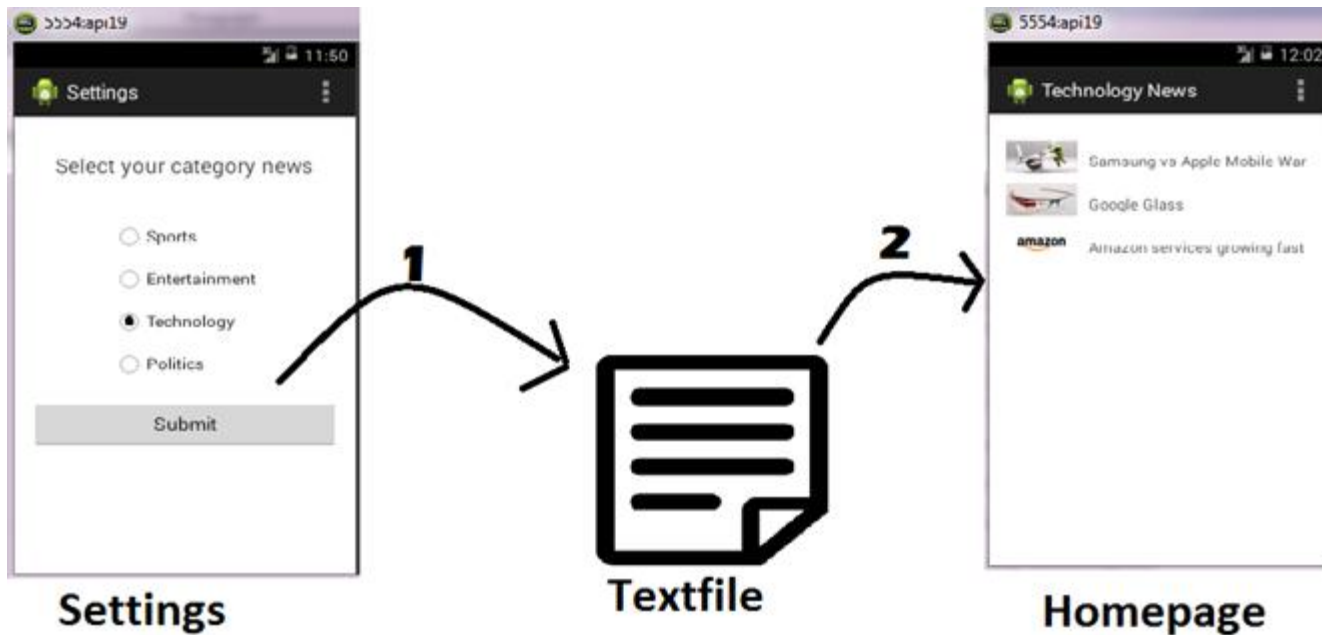 5554:api19
11:50
Settings
Select your category news
Sports
Entertainment
Technology
Politics
Submit
Settings
1
Textfile
2
5554:api19
12:02
Technology News
Samsung vs Apple Mobile War
Google Glass
amazon
Amazon services growing fast
Homepage